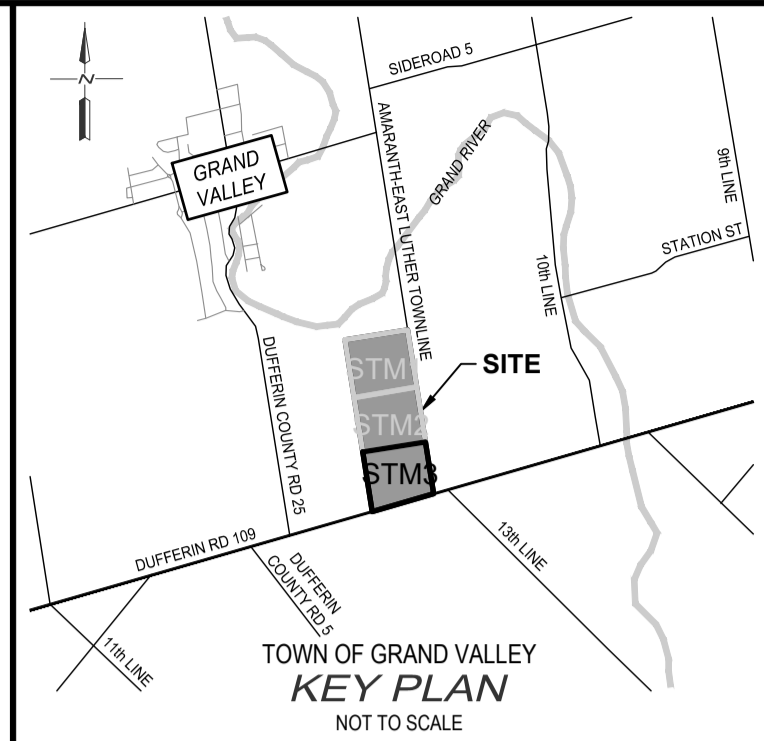 N
SIDEROAD 5
GRAND
VALLEY
AMARANTH-EAST LUTHER TOWNLINE
GRAND RIVER
9th LINE
STATION ST
10th LINE
DUFFERIN COUNTY RD 25
STM1
SITE
STM2
STM3
DUFFERIN RD 109
13th LINE
DUFFERIN
COUNTY RD 5
11th LINE
TOWN OF GRAND VALLEY
KEY PLAN
NOT TO SCALE